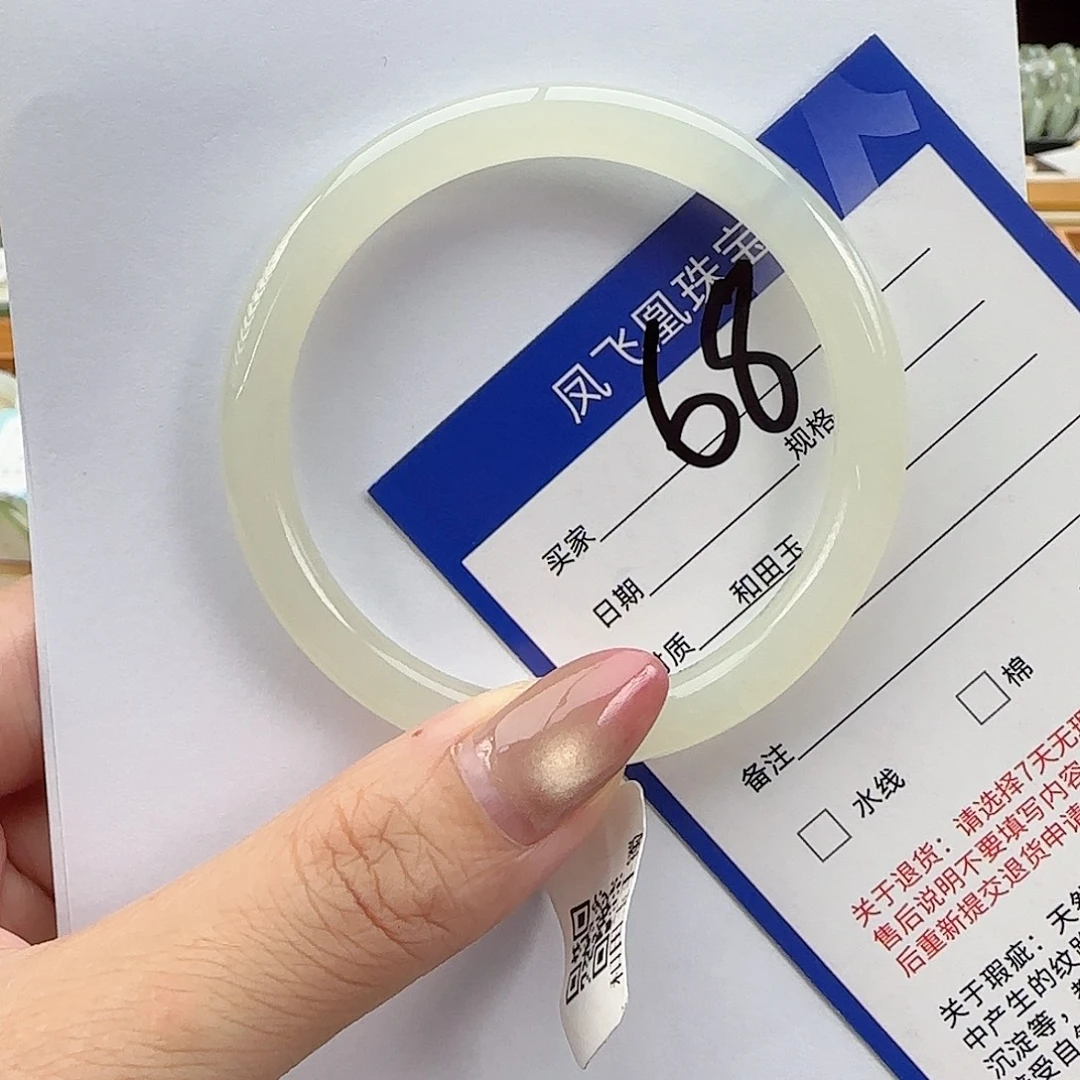 凤飞凰珠宝
68
买家
规格
日期
质
和田玉
备注
棉
水线
关于退货：请选择7天无理
售后说明不要填写内容
后重新提交退货申请
关于瑕疵：天然
中产生的纹
沉淀等，
受自